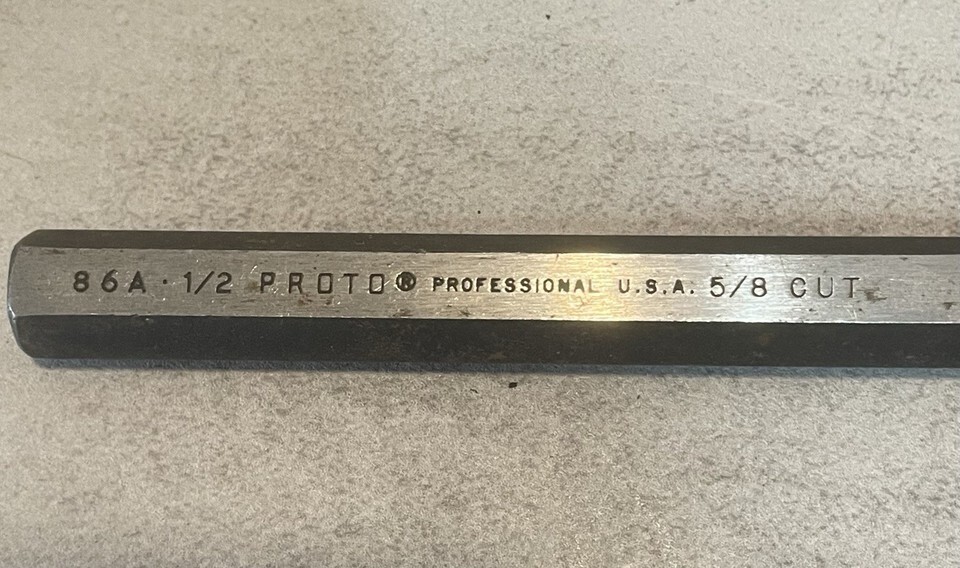 86A · 1/2 PROTO® PROFESSIONAL U.S.A. 5/8 CUT